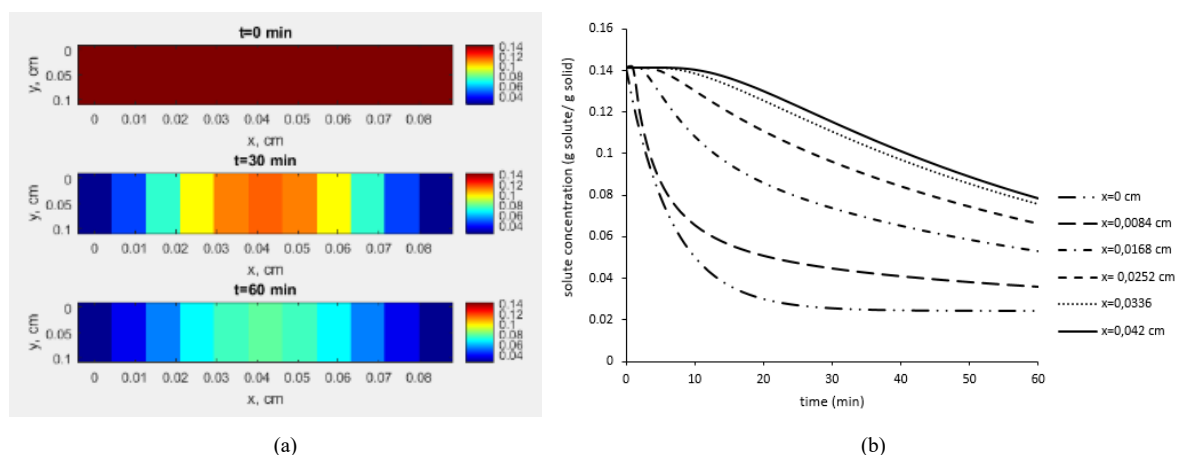 t=0 min
y, cm
0
0.05
0.1
0 0.01 0.02 0.03 0.04 0.05 0.06 0.07 0.08
x, cm
0.14
0.12
0.1
0.08
0.06
0.04
t=30 min
y, cm
0
0.05
0.1
0 0.01 0.02 0.03 0.04 0.05 0.06 0.07 0.08
x, cm
0.14
0.12
0.1
0.08
0.06
0.04
t=60 min
y, cm
0
0.05
0.1
0 0.01 0.02 0.03 0.04 0.05 0.06 0.07 0.08
x, cm
0.14
0.12
0.1
0.08
0.06
0.04
(a)
solute concentration (g solute/ g solid)
0.16
0.14
0.12
0.1
0.08
0.06
0.04
0.02
0
0 10 20 30 40 50 60
time (min)
x=0 cm
x=0,0084 cm
x=0,0168 cm
x= 0,0252 cm
x=0,0336
x=0,042 cm
(b)